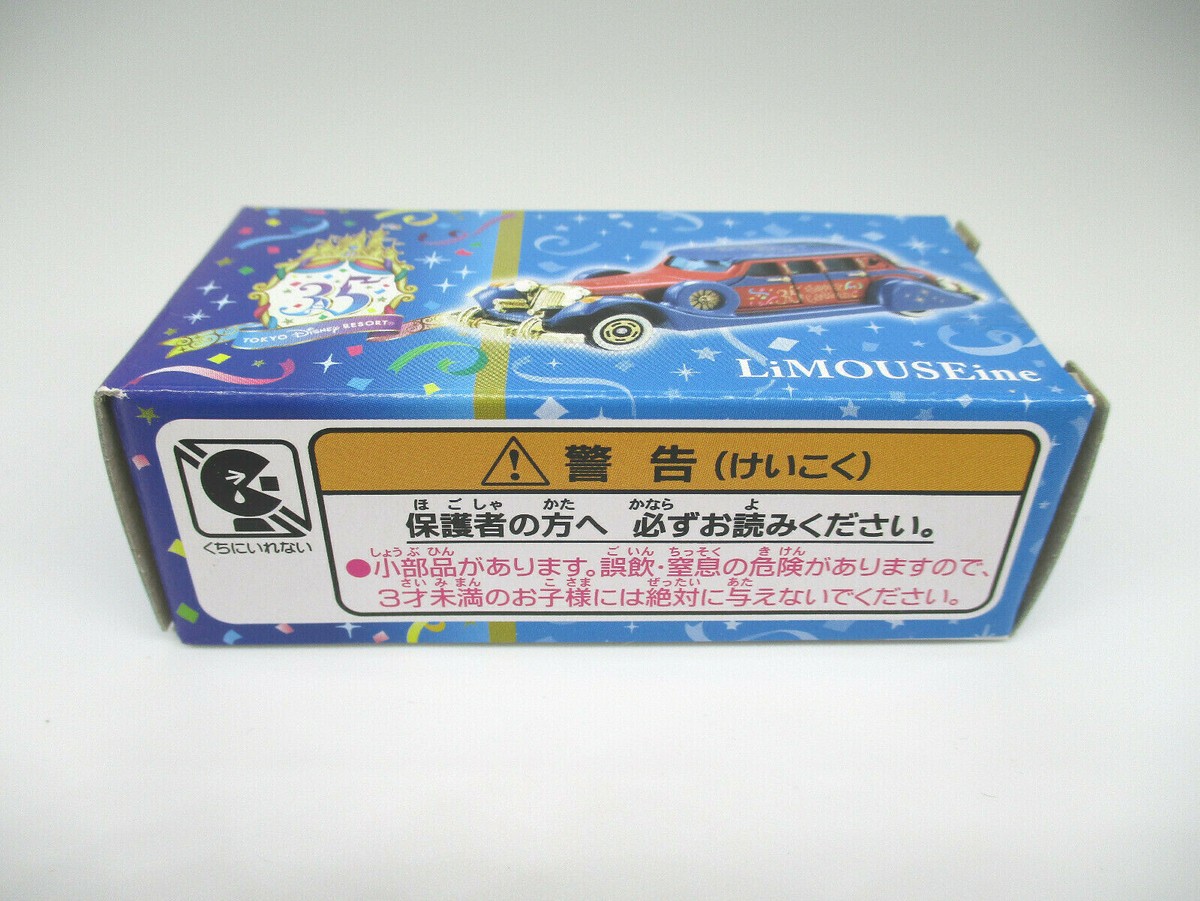 35
TOKYO Disney RESORT®
LiMOUSEine
警告(けいこく)
くちにいれない
ほごしゃ かた かなら よ
保護者の方へ 必ずお読みください。
しょうぶひん ごいん ちっそく きけん
●小部品があります。誤飲・窒息の危険がありますので、
さいみまん こさま ぜったい あた
3才未満のお子様には絶対に与えないでください。